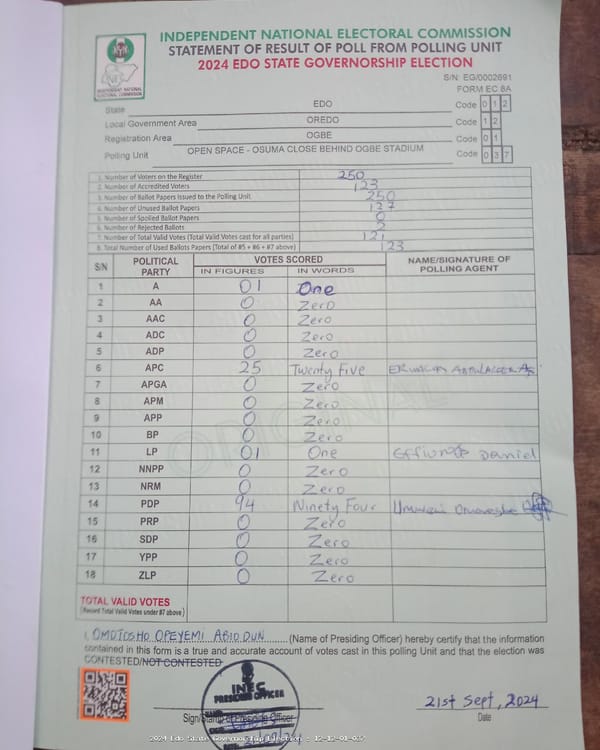 INDEPENDENT NATIONAL ELECTORAL COMMISSION
STATEMENT OF RESULT OF POLL FROM POLLING UNIT
2024 EDO STATE GOVERNORSHIP ELECTION
INEC
INDEPENDENT NATIONAL ELECTORAL COMMISSION
S/N: EG/0002691
FORM EC 8A
State EDO Code 0 1 2
Local Government Area OREDO Code 1 2
Registration Area OGBE Code 0 1
Polling Unit OPEN SPACE - OSUMA CLOSE BEHIND OGBE STADIUM Code 0 3 7
1. Number of Voters on the Register 250
2. Number of Accredited Voters 123
3. Number of Ballot Papers Issued to the Polling Unit 250
4. Number of Unused Ballot Papers 127
5. Number of Spoiled Ballot Papers 0
6. Number of Rejected Ballots 2
7. Number of Total Valid Votes (Total Valid Votes cast for all parties) 121
8. Total Number of Used Ballots Papers (Total of #5 + #6 + #7 above) 123
S/N POLITICAL PARTY VOTES SCORED NAME/SIGNATURE OF POLLING AGENT
IN FIGURES IN WORDS
1 A 01 One
2 AA 0 Zero
3 AAC 0 Zero
4 ADC 0 Zero
5 ADP 0 Zero
6 APC 25 Twenty Five
7 APGA 0 Zero
8 APM 0 Zero
9 APP 0 Zero
10 BP 0 Zero
11 LP 01 One Daniel
12 NNPP 0 Zero
13 NRM 0 Zero
14 PDP 94 Ninety Four
15 PRP 0 Zero
16 SDP 0 Zero
17 YPP 0 Zero
18 ZLP 0 Zero
ORIGINAL
TOTAL VALID VOTES
(Record Total Valid Votes under #7 above)
I, OMOTOSHO OPEYEMI ABIODUN (Name of Presiding Officer) hereby certify that the information
contained in this form is a true and accurate account of votes cast in this polling Unit and that the election was
CONTESTED/NOT CONTESTED
INEC
PRESIDING OFFICER
21st Sept, 2024
Sign/Stamp of Presiding Officer Date
2024 Edo State Governorship Election : 12-12-01-037